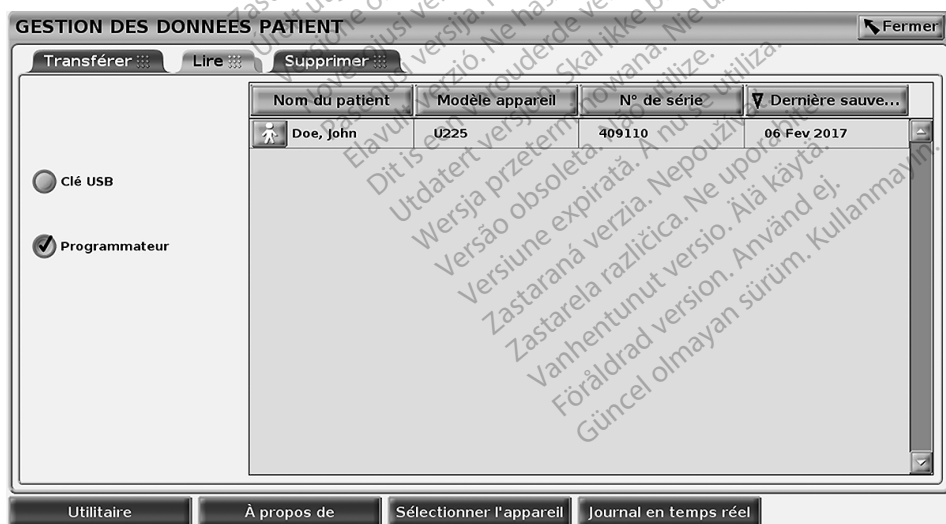 GESTION DES DONNEES PATIENT
Fermer
Transférer
Lire
Supprimer
Nom du patient
Modèle appareil
N° de série
Dernière sauve...
Doe, John
U225
409110
06 Fev 2017
Clé USB
Programmateur
Elavult verzió. Ne
Dit is een verouderde
Utdatert versjon. Skal ikke
Wersja przeterminowana. Nie
Versão obsoleta. Não utilize.
Versiune expirată. A nu se utiliza.
Zastaraná verzia. Nepoužívať
Zastarela različica. Ne uporabite.
Vanhentunut versio. Älä käytä.
Föråldrad version. Använd ej.
Güncel olmayan sürüm. Kullanmayın.
Utilitaire
À propos de
Sélectionner l'appareil
Journal en temps réel